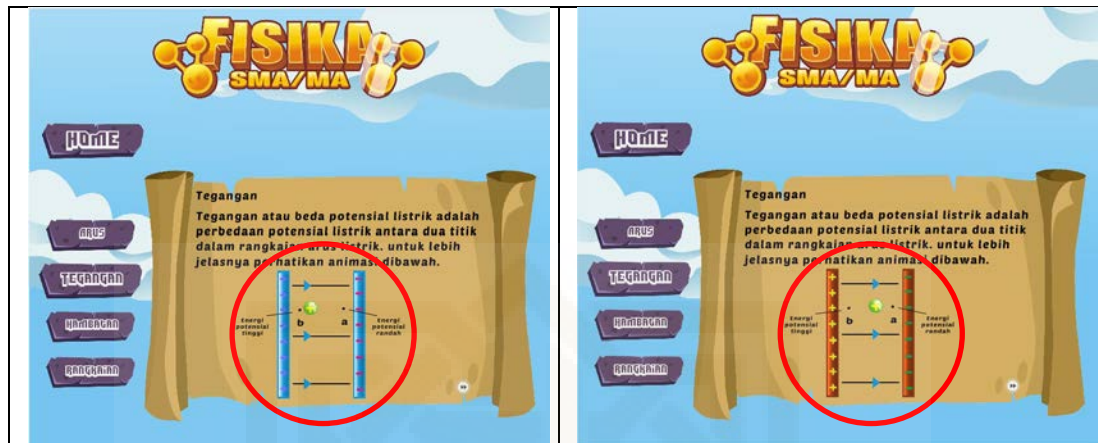 FISIKA
SMA/MA
HOME
ARUS
TEGANGAN
HAMBATAN
RANGKAIAN
Tegangan
Tegangan atau beda potensial listrik adalah
perbedaan potensial listrik antara dua titik
dalam rangkaian arus listrik. untuk lebih
jelasnya perhatikan animasi dibawah.
Energi
potensial
tinggi
b
a
Energi
potensial
rendah
FISIKA
SMA/MA
HOME
ARUS
TEGANGAN
HAMBATAN
RANGKAIAN
Tegangan
Tegangan atau beda potensial listrik adalah
perbedaan potensial listrik antara dua titik
dalam rangkaian arus listrik. untuk lebih
jelasnya perhatikan animasi dibawah.
Energi
potensial
tinggi
b
a
Energi
potensial
rendah